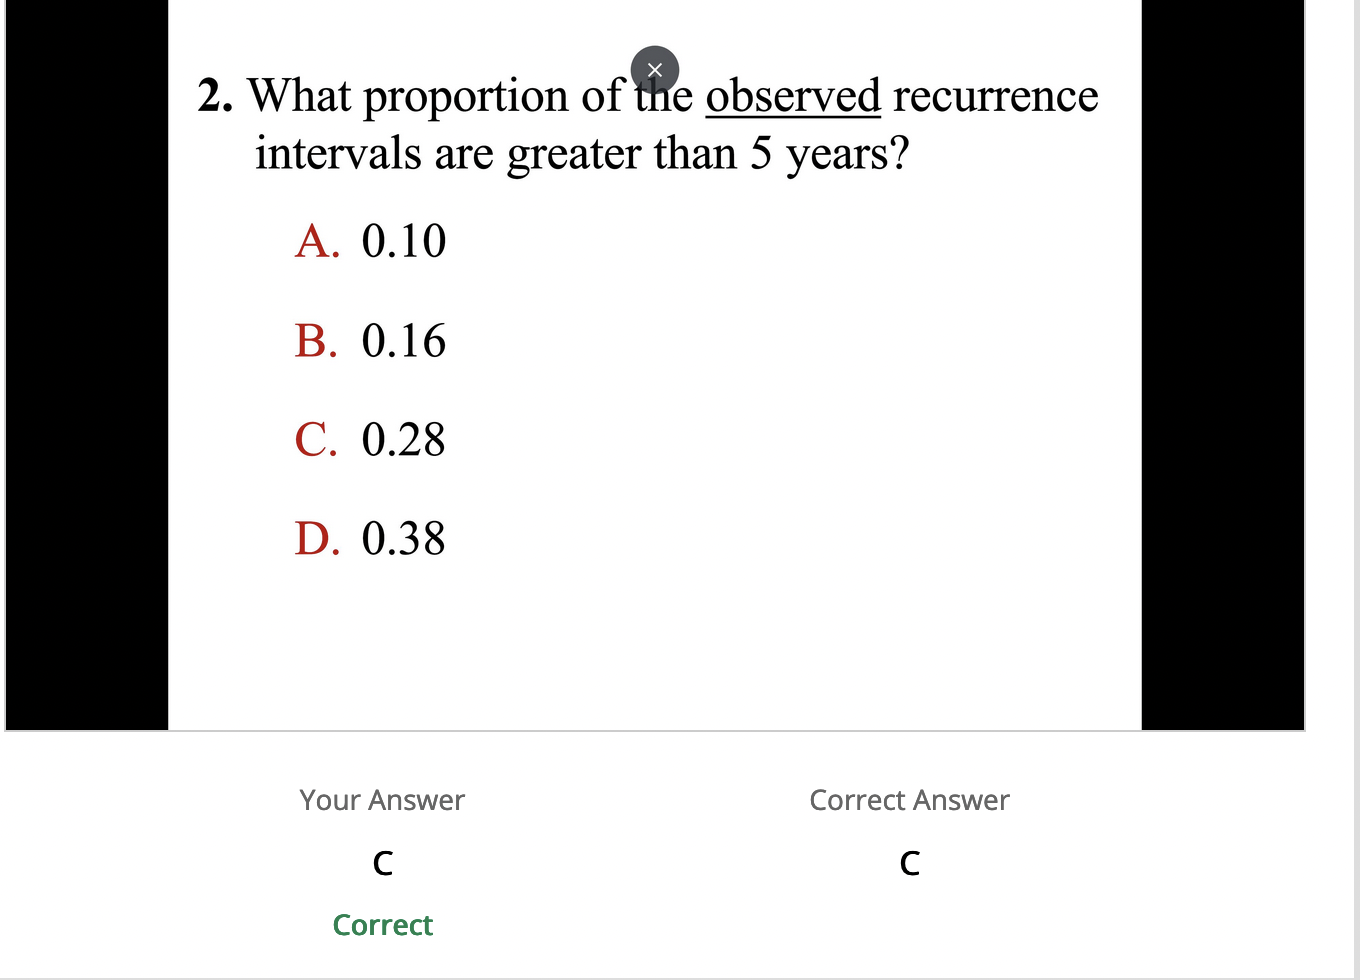 2. What proportion of the observed recurrence
intervals are greater than 5 years?
A. 0.10
B. 0.16
C. 0.28
D. 0.38
Your Answer
Correct Answer
C
C
Correct